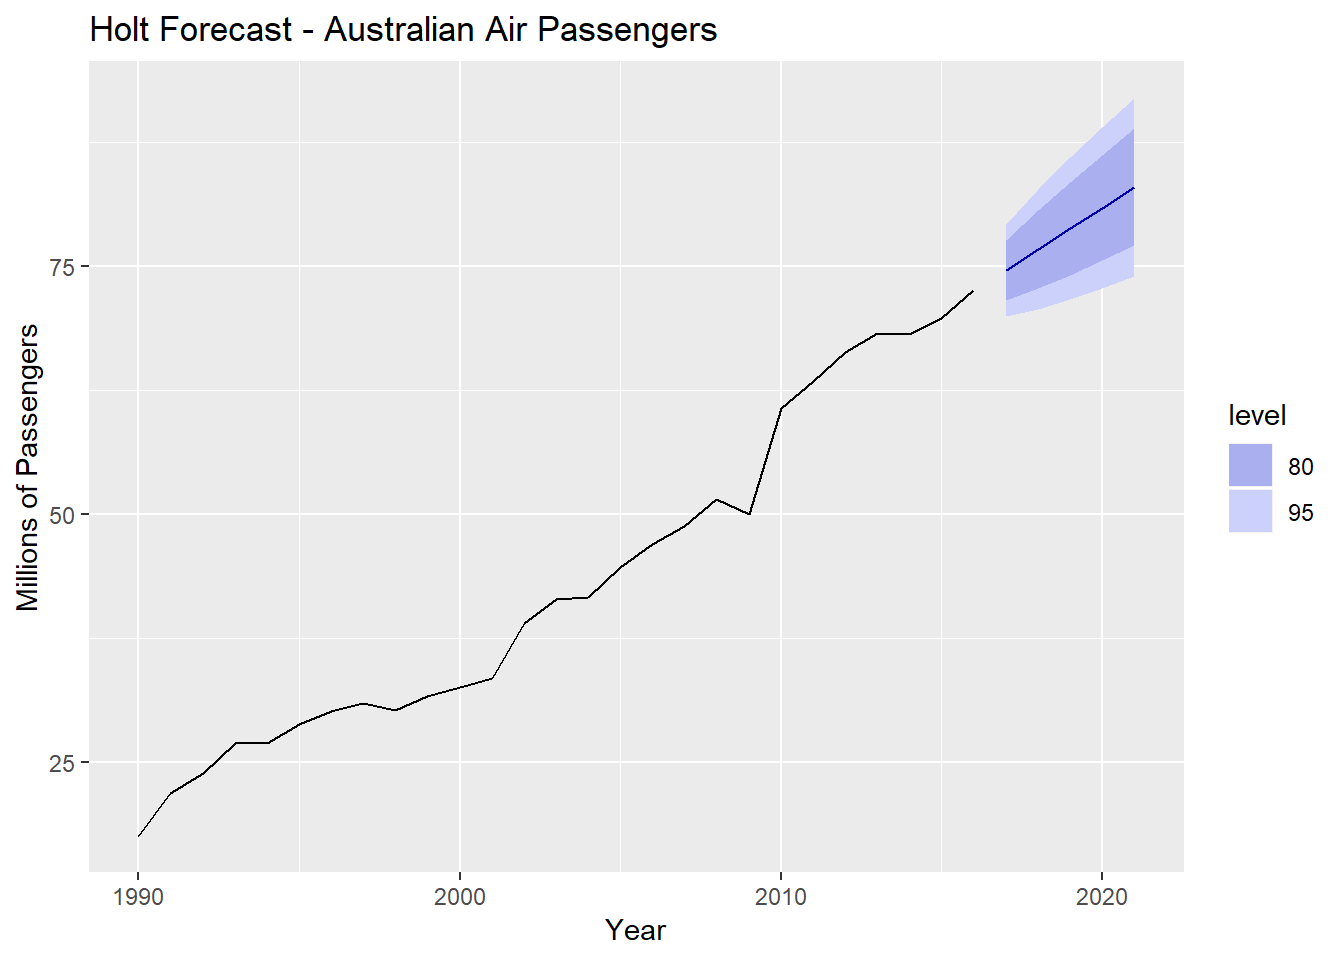 Holt Forecast - Australian Air Passengers
Millions of Passengers
75
50
25
1990
2000
2010
2020
Year
level
80
95